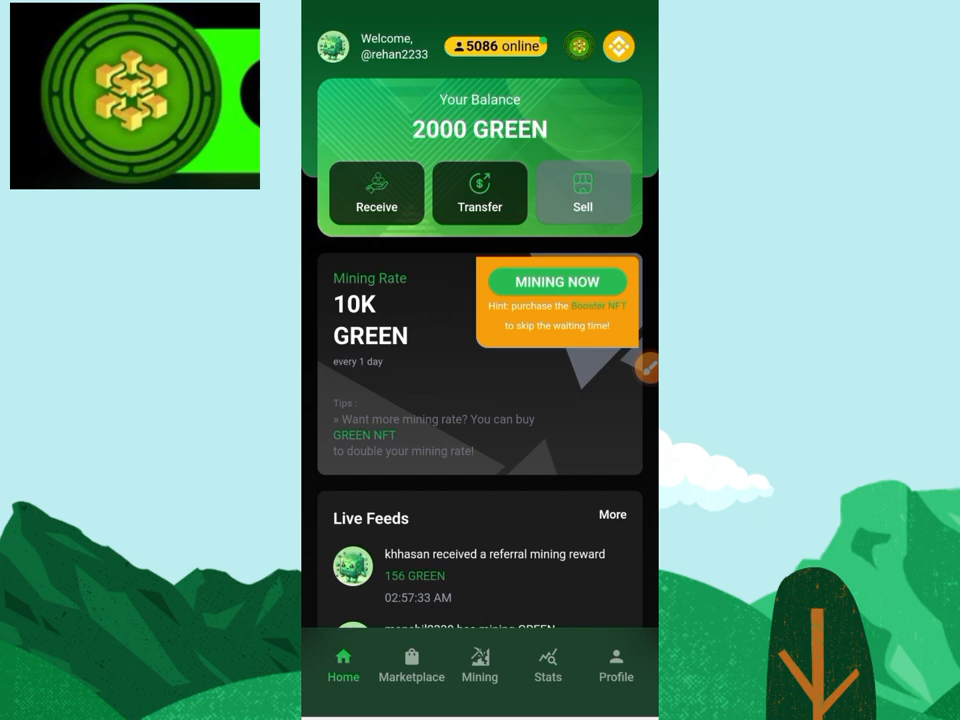 Welcome,
@rehan2233
5086 online
Your Balance
2000 GREEN
Receive
Transfer
Sell
Mining Rate
10K
GREEN
every 1 day
MINING NOW
Hint: purchase the Booster NFT
to skip the waiting time!
Tips :
» Want more mining rate? You can buy
GREEN NFT
to double your mining rate!
Live Feeds
More
khhasan received a referral mining reward
156 GREEN
02:57:33 AM
has mining GREEN
Home
Marketplace
Mining
Stats
Profile